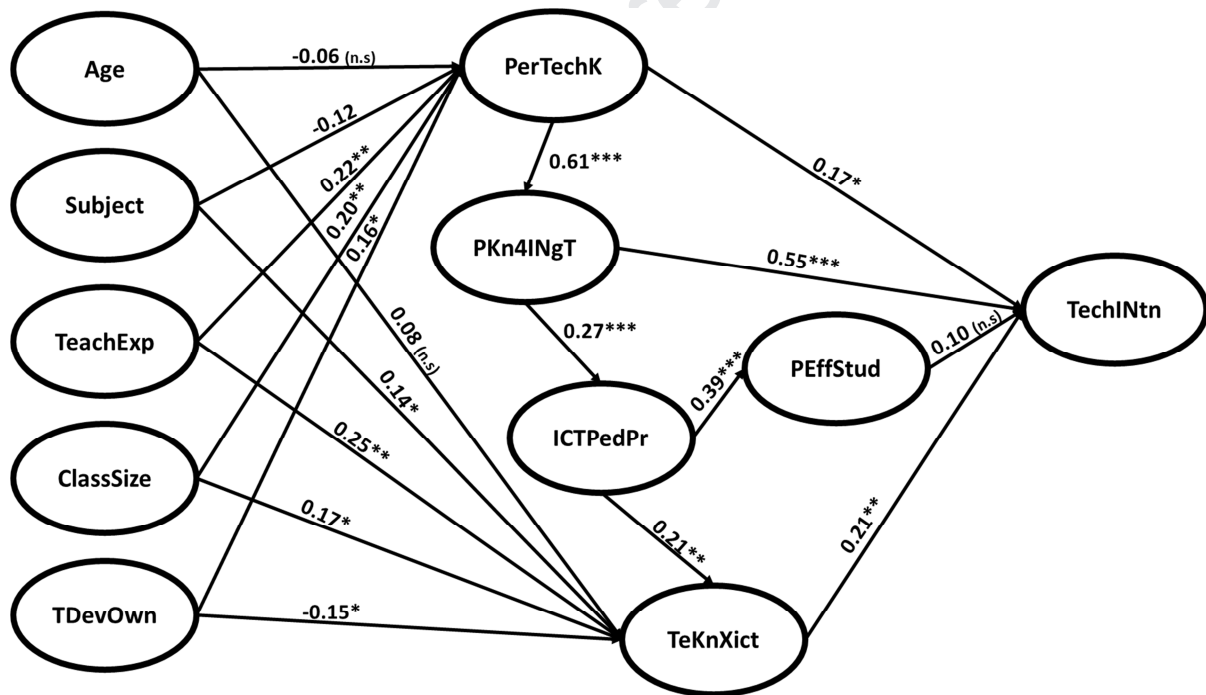 Age
-0.06 (n.s)
PerTechK
-0.12
0.61***
0.22**
0.17*
Subject
0.20**
0.16*
PKn4INgT
0.55***
TechINtn
TeachExp
0.08 (n.s)
0.27***
0.10 (n.s)
PEffStud
0.39***
0.14*
ICTPedPr
0.25**
ClassSize
0.17*
0.21**
0.21**
TDevOwn
-0.15*
TeKnXict